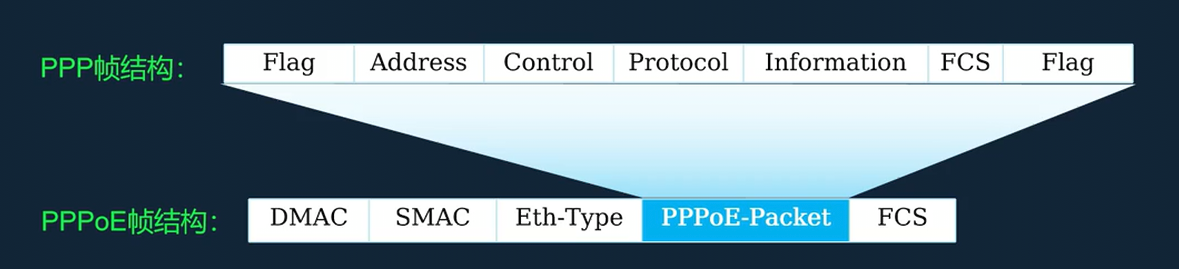 PPP帧结构：
Flag Address Control Protocol Information FCS Flag
PPPoE帧结构：
DMAC SMAC Eth-Type PPPoE-Packet FCS